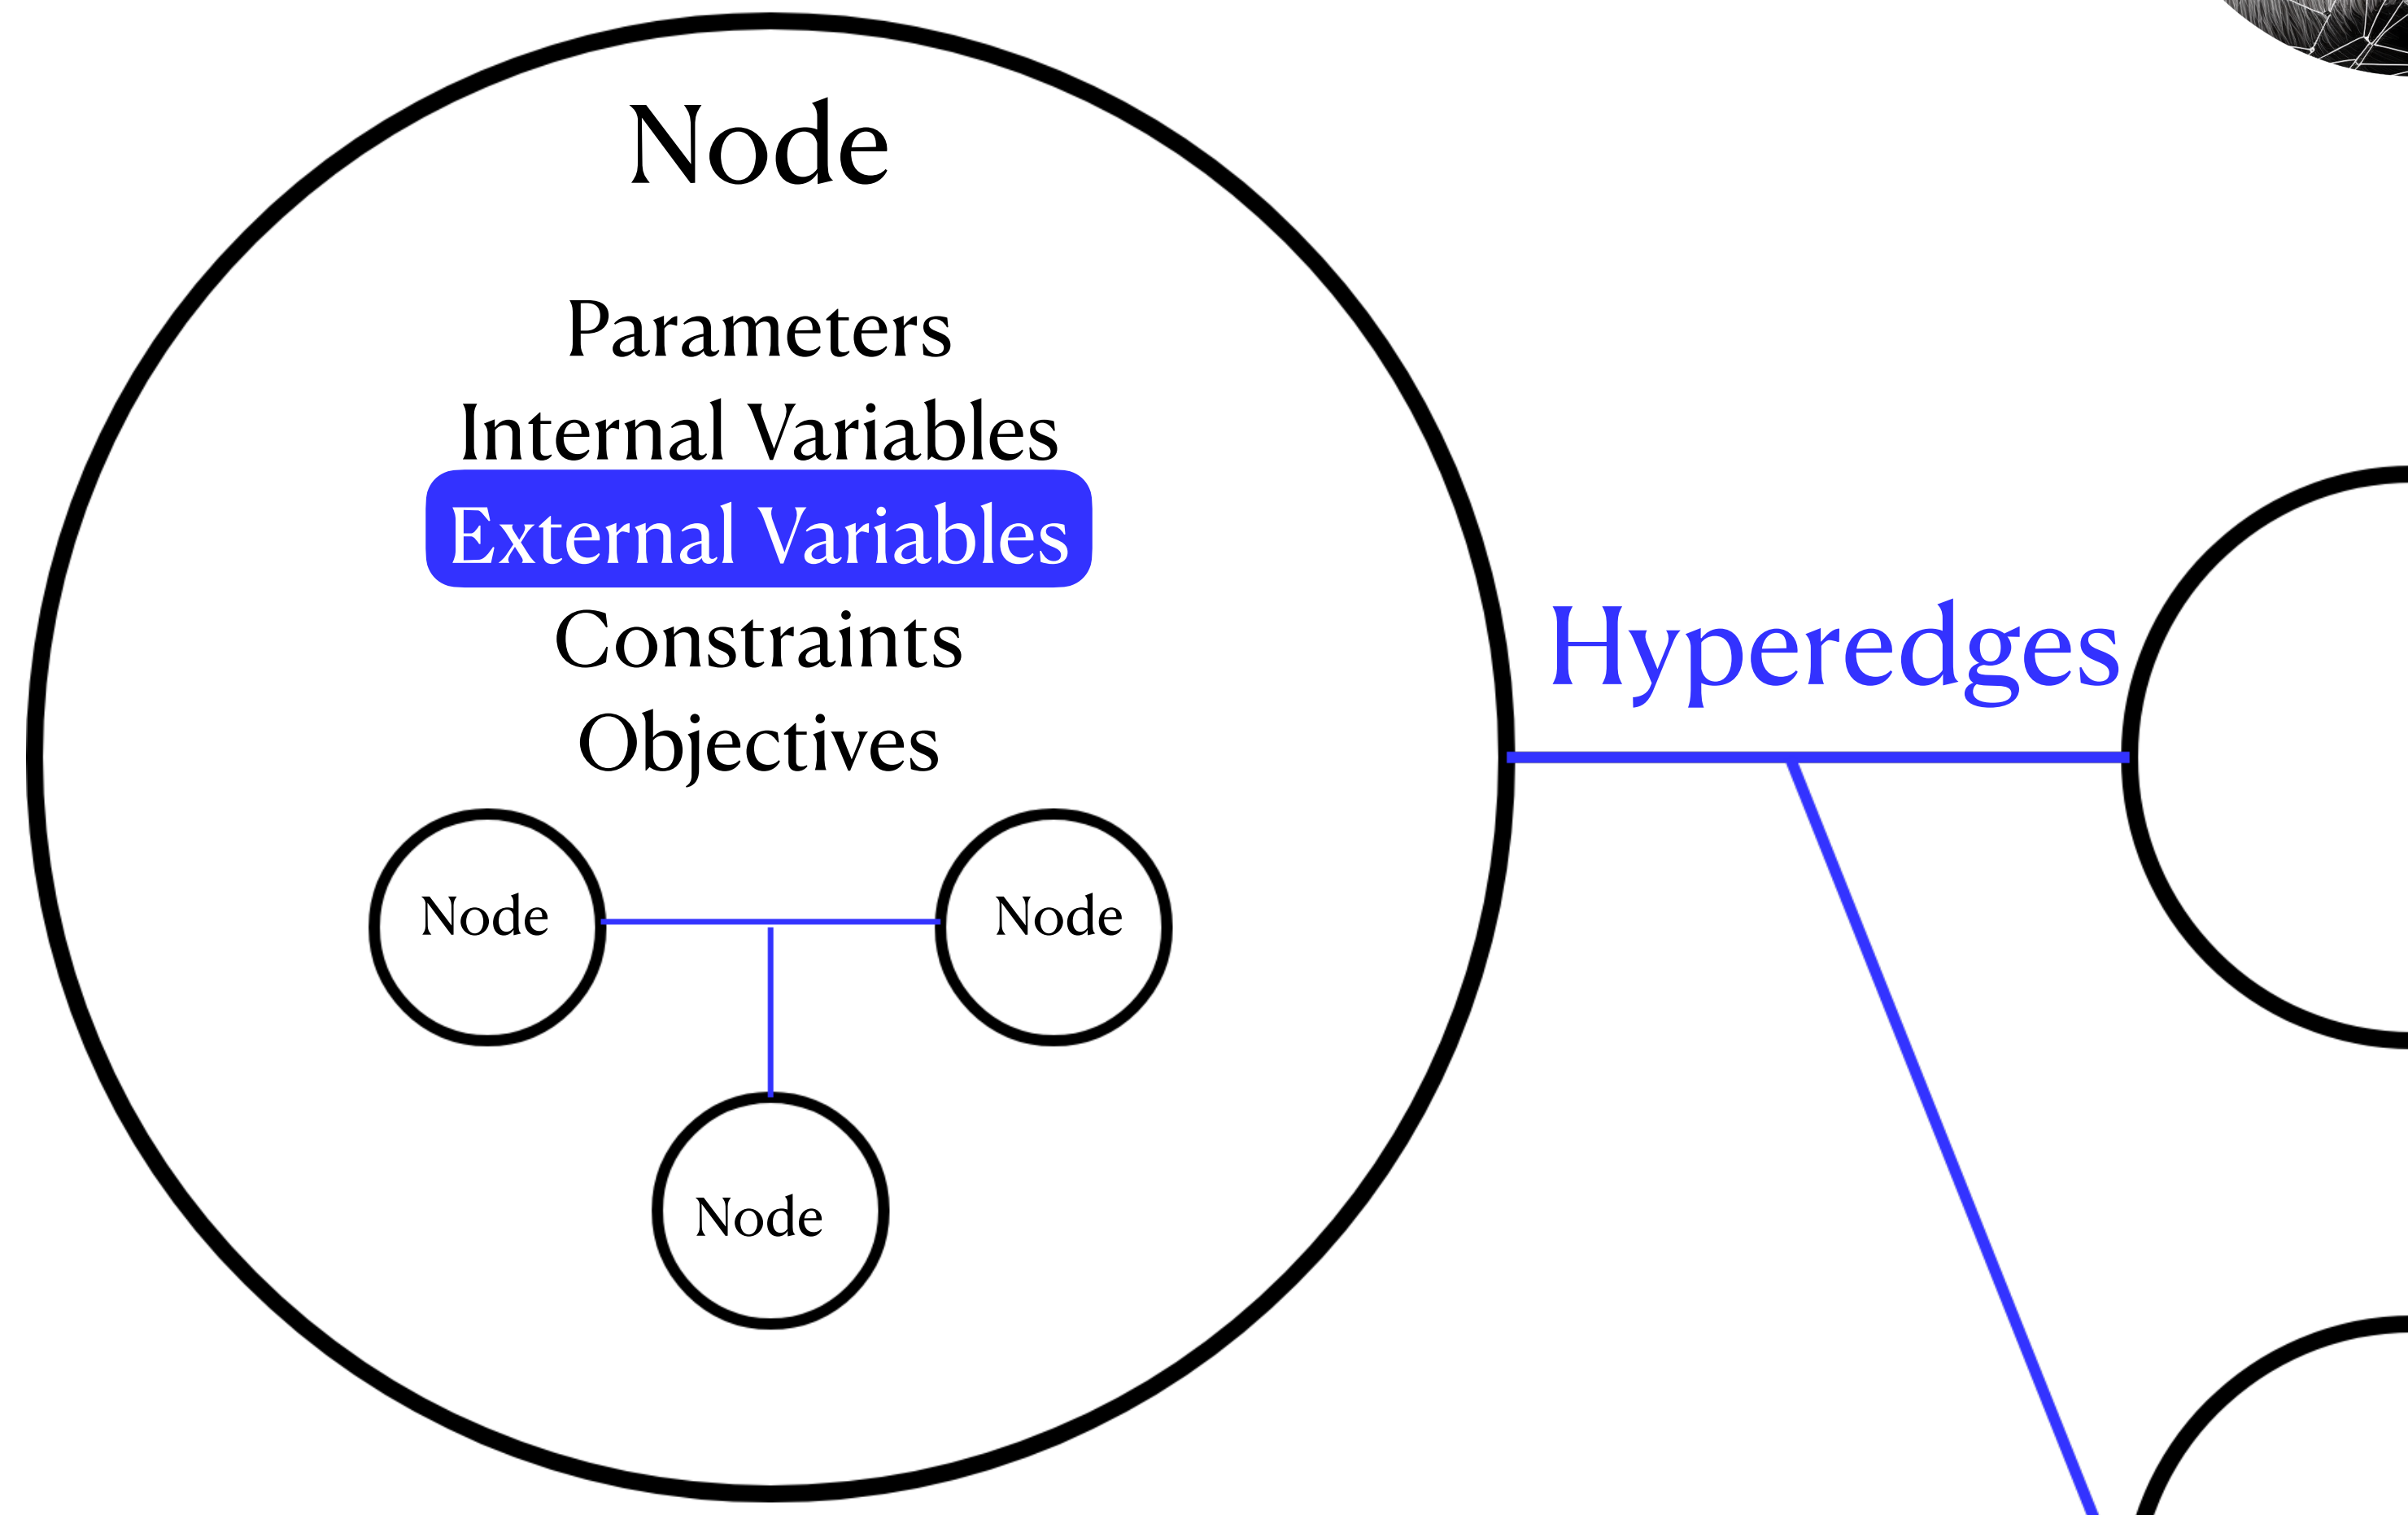 Node
Parameters
Internal Variables
External Variables
Constraints
Objectives
Hyperedges
Node
Node
Node